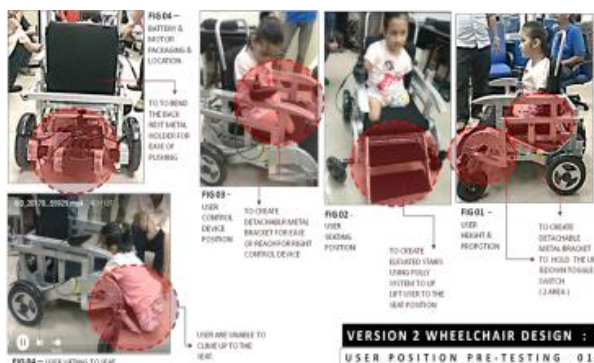 FIG 04 –
BATTERY &
MOTOR
PACKAGING &
LOCATION
TO TO BEND
THE BACK
REST METAL
HOLDER FOR
EASE OF
PUSHING
FIG 03 –
USER
CONTROL
DEVICE
POSITION
TO CREATE
DETACHABLE METAL
BRACKET FOR EASE
OF REACH FOR RIGHT
CONTROL DEVICE
FIG 02 -
USER
SEATING
POSITION
TO CREATE
ELEVATED STAIRS
USING PULLY
SYSTEM TO UP
LIFT USER TO THE
SEAT POSITION
FIG 01 –
USER
HEIGHT &
PROPOTION
TO CREATE
DETACHABLE
METAL BRACKET
TO HOLD THE UP
&DOWN TOGGLE
SWITCH
( 2 AREA )
USER ARE UNABLE TO
CLIMB UP TO THE
SEAT
VERSION 2 WHEELCHAIR DESIGN :
USER POSITION PRE-TESTING 01